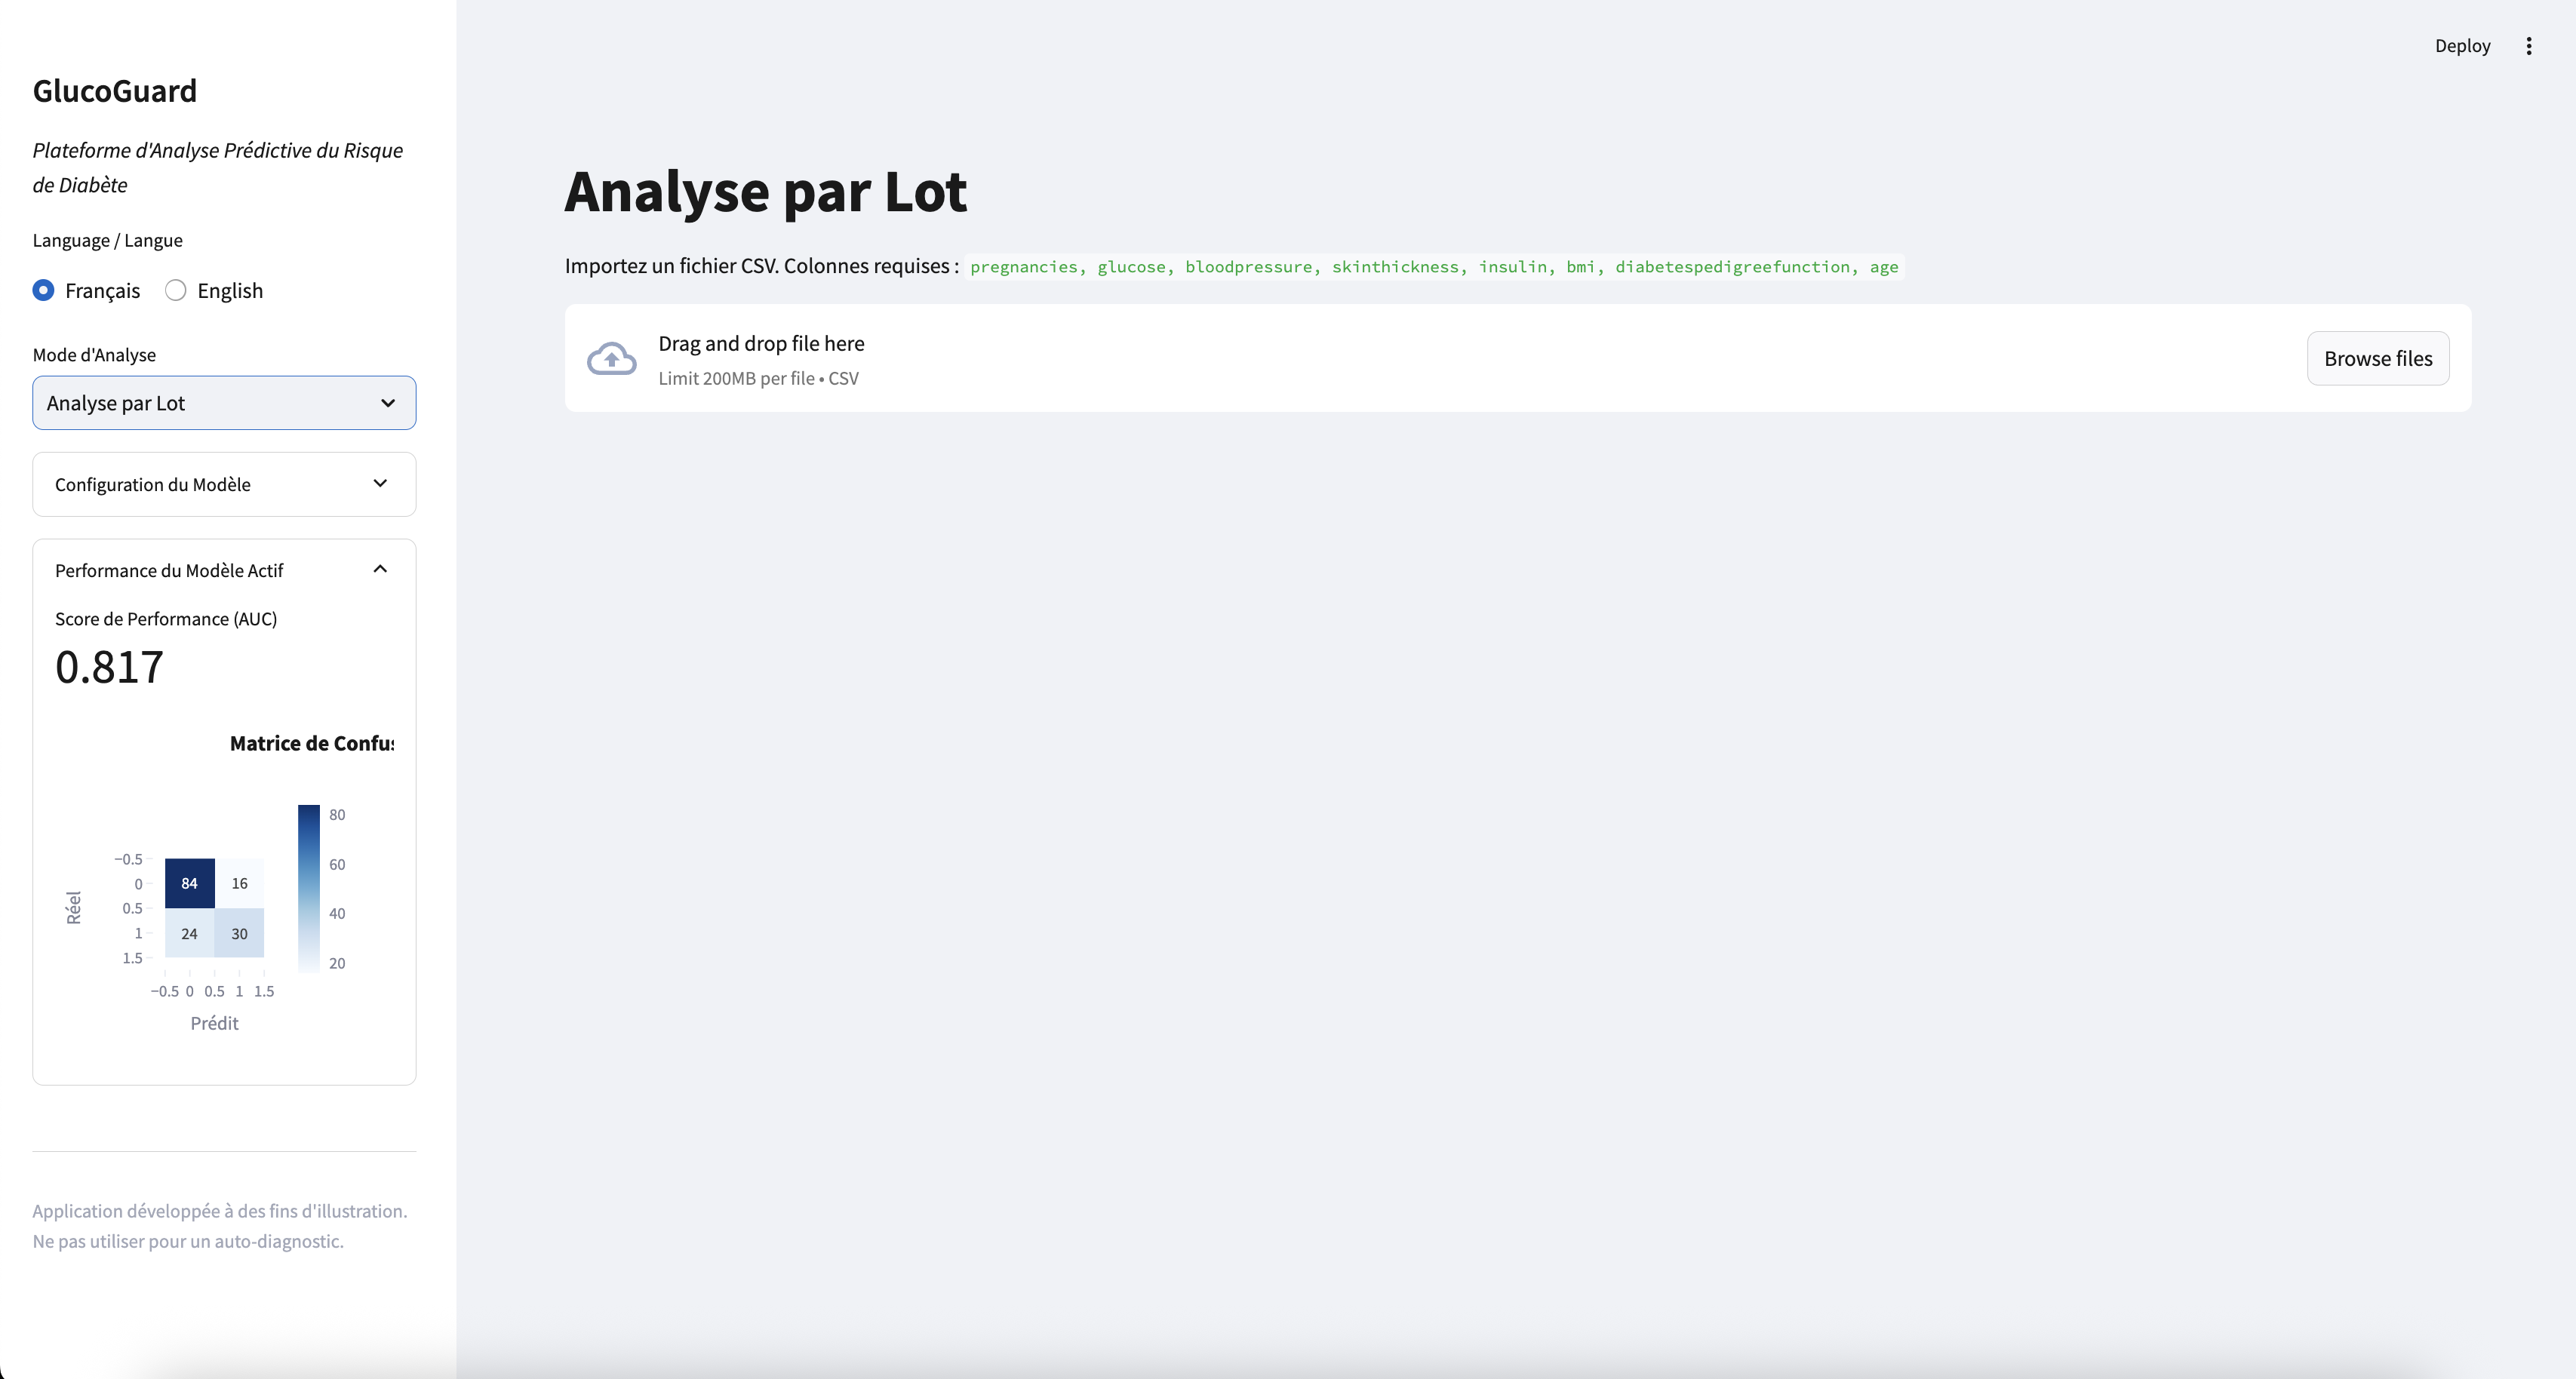 Deploy
GlucoGuard
Plateforme d'Analyse Prédictive du Risque
de Diabète
Language / Langue
Français English
Mode d'Analyse
Analyse par Lot
Configuration du Modèle
Performance du Modèle Actif
Score de Performance (AUC)
0.817
Matrice de Confus
80
60
40
20
−0.5
0
0.5
1
1.5
84 16
24 30
Réel
−0.5 0 0.5 1 1.5
Prédit
Application développée à des fins d'illustration.
Ne pas utiliser pour un auto-diagnostic.
Analyse par Lot
Importez un fichier CSV. Colonnes requises : pregnancies, glucose, bloodpressure, skinthickness, insulin, bmi, diabetespedigreefunction, age
Drag and drop file here
Limit 200MB per file • CSV
Browse files